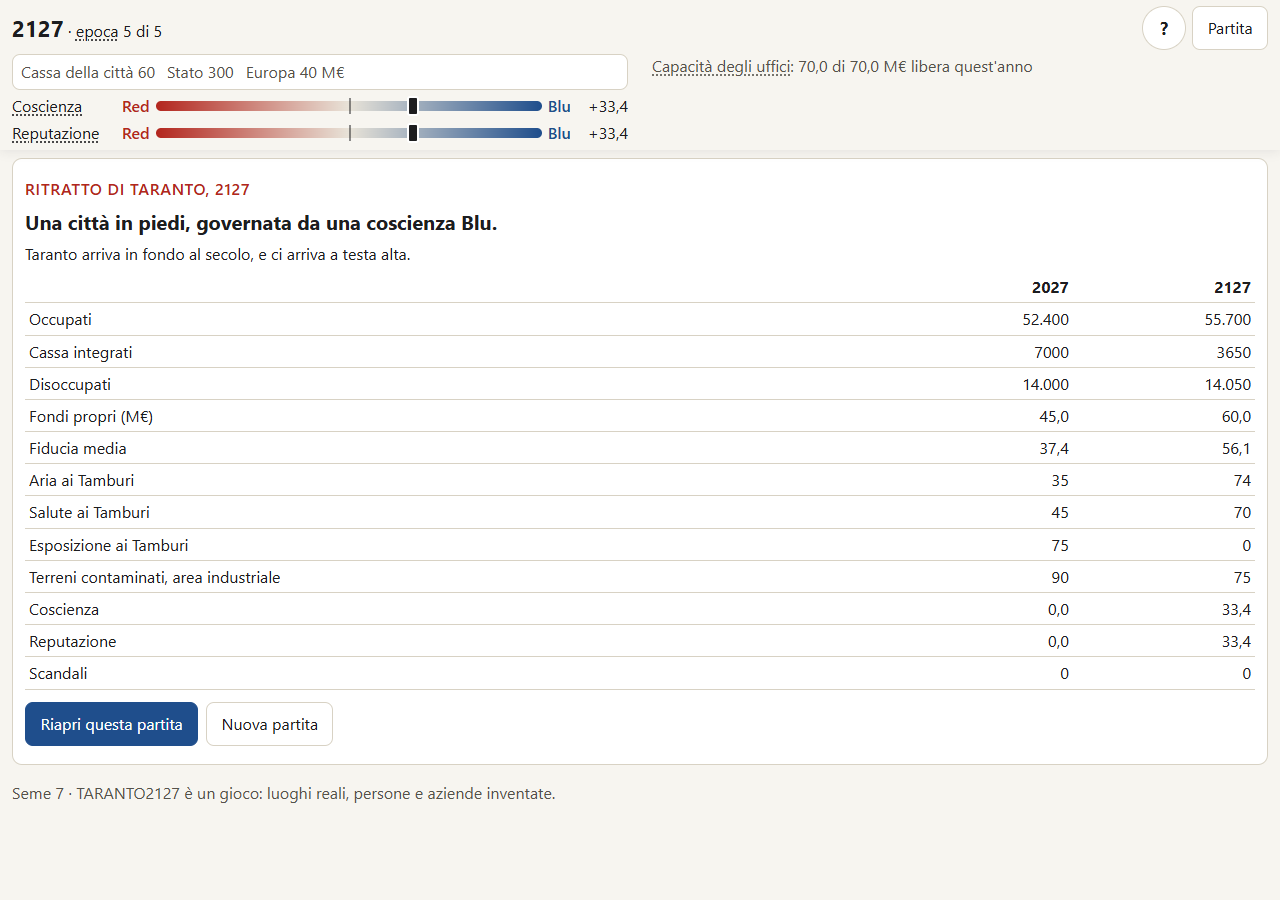 2127 · epoca 5 di 5
?
Partita
Cassa della città 60 Stato 300 Europa 40 M€
Capacità degli uffici: 70,0 di 70,0 M€ libera quest'anno
Coscienza Red Blu +33,4
Reputazione Red Blu +33,4
RITRATTO DI TARANTO, 2127
Una città in piedi, governata da una coscienza Blu.
Taranto arriva in fondo al secolo, e ci arriva a testa alta.
2027 2127
Occupati 52.400 55.700
Cassa integrati 7000 3650
Disoccupati 14.000 14.050
Fondi propri (M€) 45,0 60,0
Fiducia media 37,4 56,1
Aria ai Tamburi 35 74
Salute ai Tamburi 45 70
Esposizione ai Tamburi 75 0
Terreni contaminati, area industriale 90 75
Coscienza 0,0 33,4
Reputazione 0,0 33,4
Scandali 0 0
Riapri questa partita Nuova partita
Seme 7 · TARANTO2127 è un gioco: luoghi reali, persone e aziende inventate.